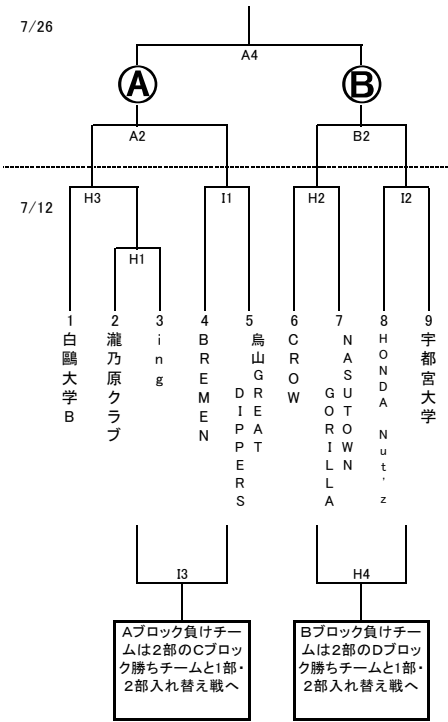 7/26
A4
A
B
A2
B2
7/12
H3
I1
H2
I2
H1
1
白鷗大学B
2
瀧乃原クラブ
3
ing
4
BREMEN
5
烏山GREAT
DIPPERS
6
CROW
7
NASUTOWN
GORILLA
8
HONDA Nut'z
9
宇都宮大学
I3
H4
Aブロック負けチー
ムは2部のCブロッ
ク勝ちチームと1部・
2部入れ替え戦へ
Bブロック負けチー
ムは2部のDブロッ
ク勝ちチームと1部・
2部入れ替え戦へ